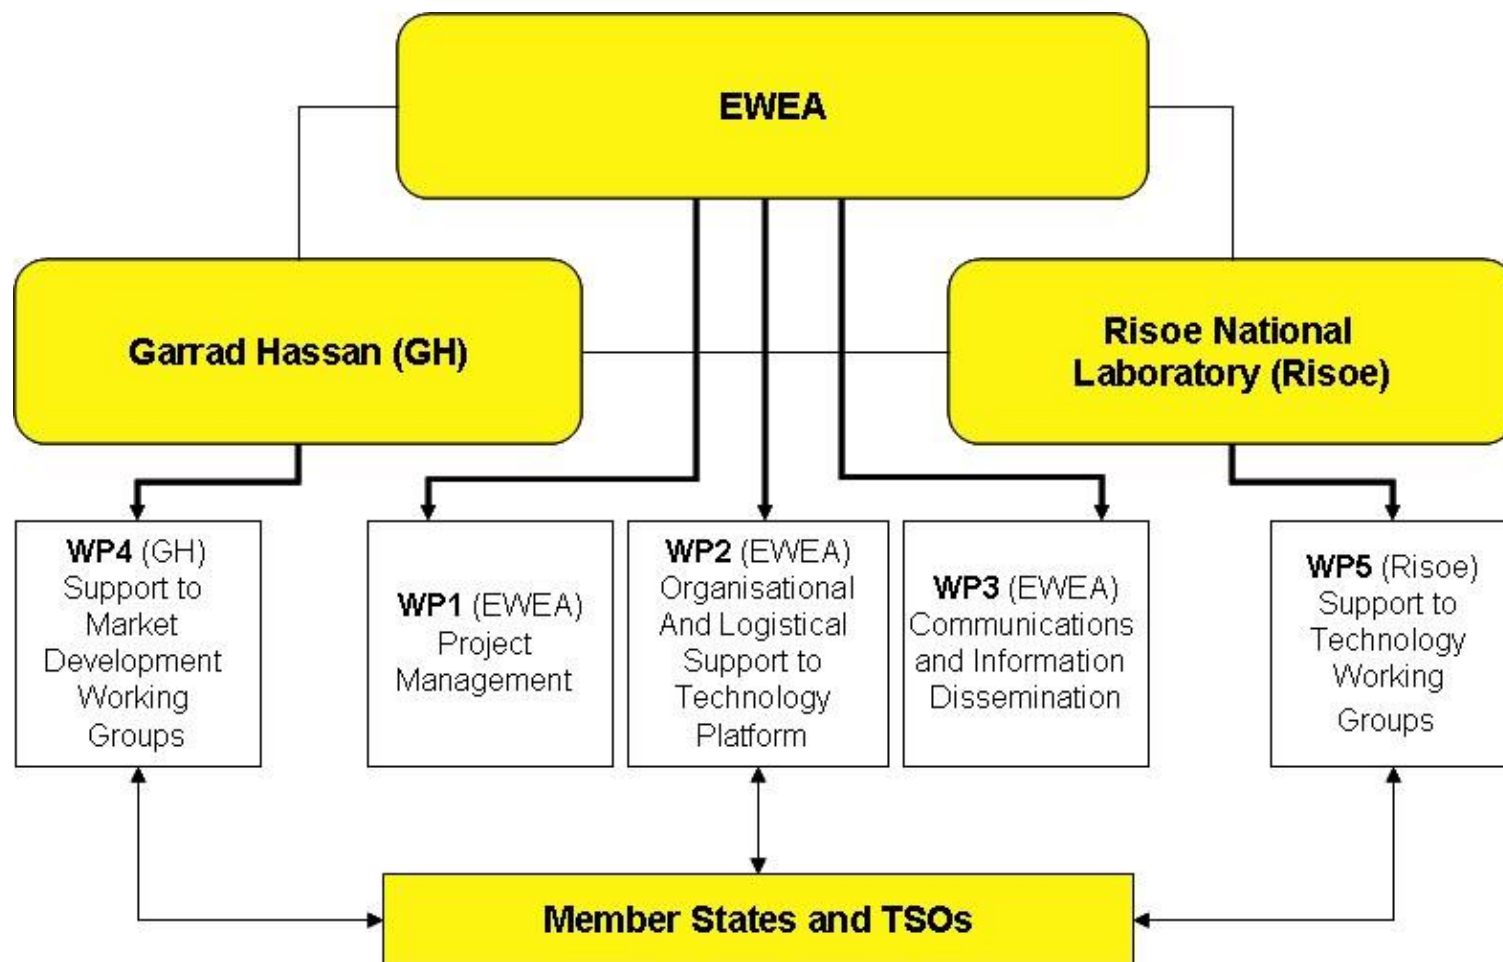 EWEA
Garrad Hassan (GH)
Risoe National
Laboratory (Risoe)
WP4 (GH)
Support to
Market
Development
Working
Groups
WP1 (EWEA)
Project
Management
WP2 (EWEA)
Organisational
And Logistical
Support to
Technology
Platform
WP3 (EWEA)
Communications
and Information
Dissemination
WP5 (Risoe)
Support to
Technology
Working
Groups
Member States and TSOs